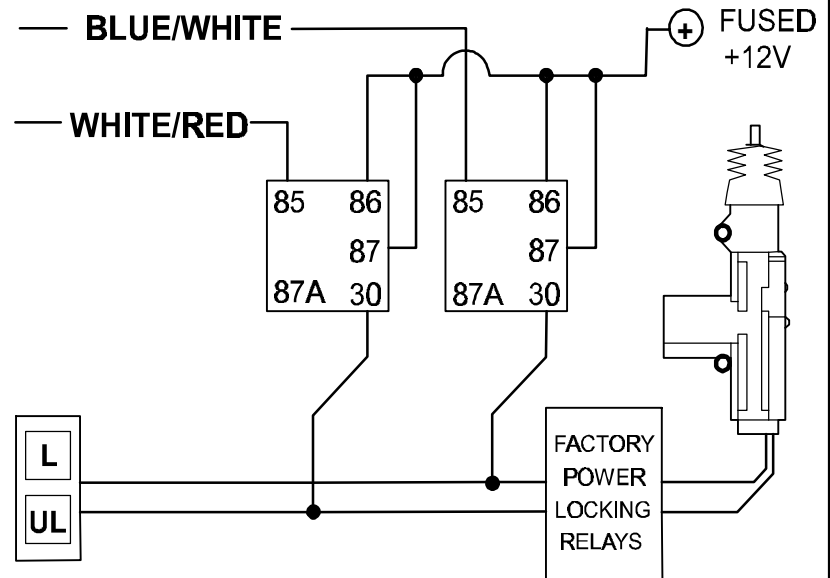 BLUE/WHITE
FUSED
+12V
+
WHITE/RED
85 86
87
87A 30
85 86
87
87A 30
L
UL
FACTORY
POWER
LOCKING
RELAYS